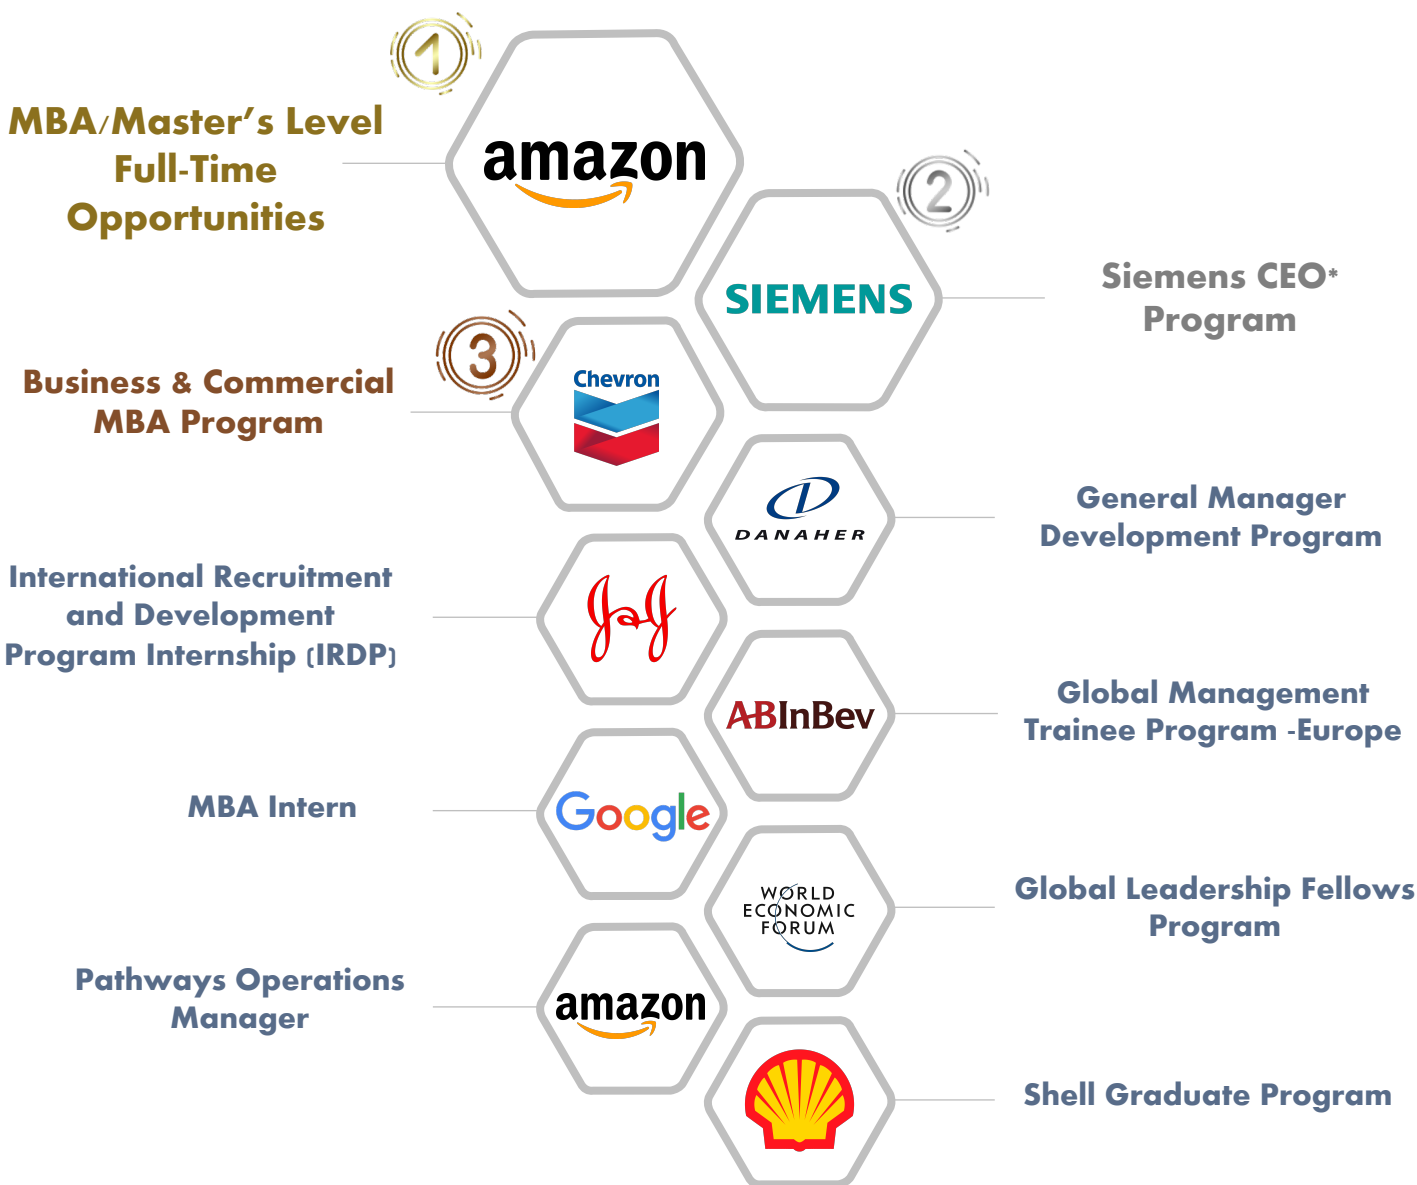 1
MBA/Master's Level
Full-Time
Opportunities
amazon
2
SIEMENS
Siemens CEO*
Program
3
Business & Commercial
MBA Program
Chevron
DANAHER
General Manager
Development Program
International Recruitment
and Development
Program Internship (IRDP)
J&J
ABInBev
Global Management
Trainee Program -Europe
MBA Intern
Google
WORLD
ECONOMIC
FORUM
Global Leadership Fellows
Program
Pathways Operations
Manager
amazon
Shell Graduate Program